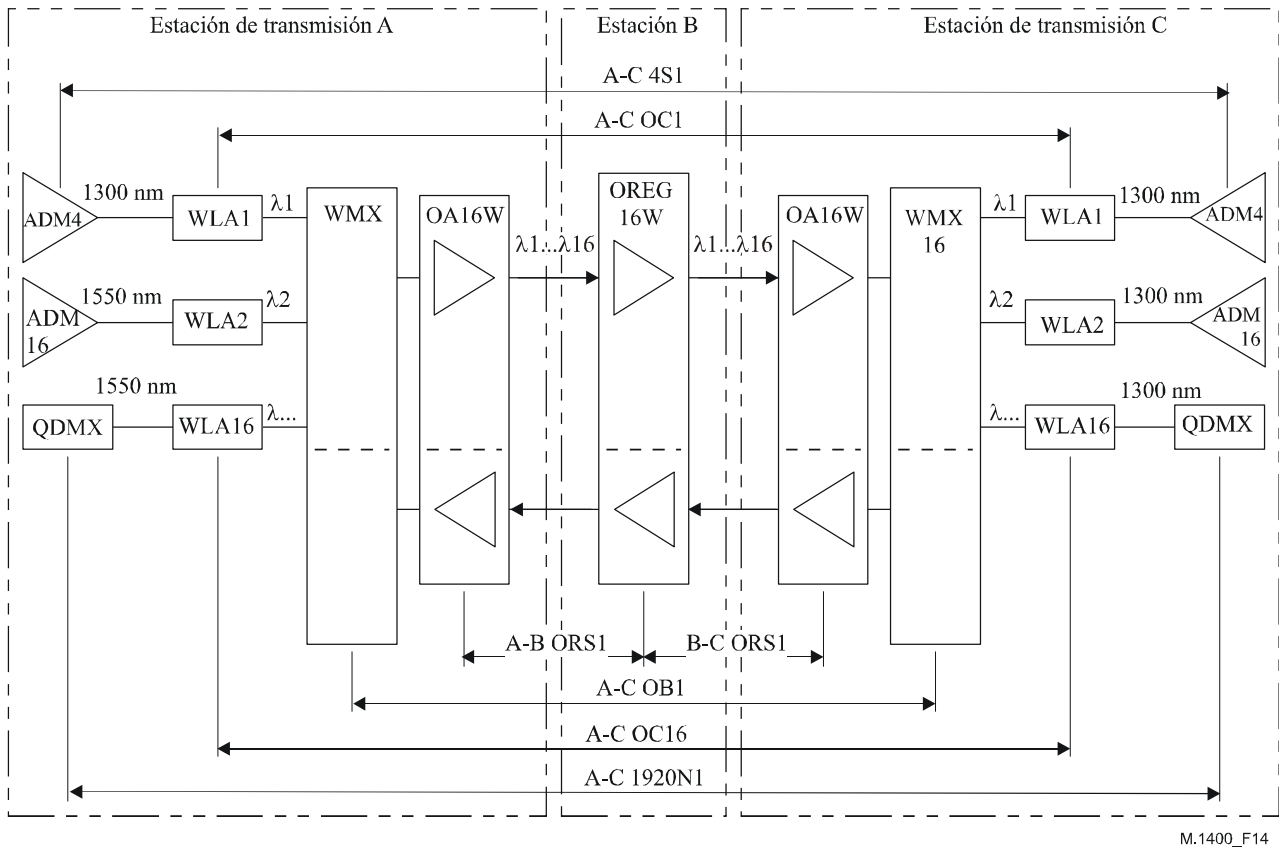 Estación de transmisión A
Estación B
Estación de transmisión C
A-C 4S1
A-C OC1
ADM4
1300 nm
WLA1
λ1
WMX
OA16W
λ1...λ16
OREG
16W
λ1...λ16
OA16W
WMX
16
λ1
WLA1
1300 nm
ADM4
ADM
16
1550 nm
WLA2
λ2
λ2
WLA2
1300 nm
ADM
16
QDMX
1550 nm
WLA16
λ...
λ...
WLA16
1300 nm
QDMX
A-B ORS1
B-C ORS1
A-C OB1
A-C OC16
A-C 1920N1
M.1400_F14